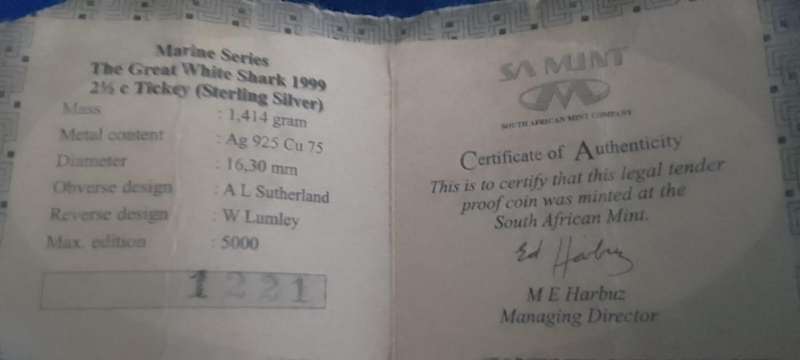 Marine Series
The Great White Shark 1999
2½ c Tickey (Sterling Silver)
Mass : 1,414 gram
Metal content : Ag 925 Cu 75
Diameter : 16,30 mm
Obverse design : A L Sutherland
Reverse design : W Lumley
Max. edition : 5000
1221
SA MINT
SOUTH AFRICAN MINT COMPANY
Certificate of Authenticity
This is to certify that this legal tender
proof coin was minted at the
South African Mint.
Ed Harbuz
M E Harbuz
Managing Director